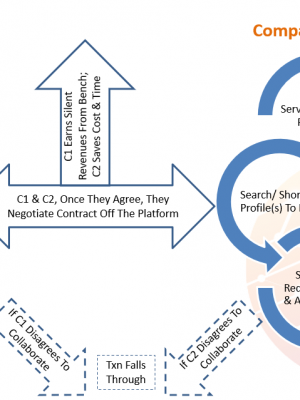 Compa
C1 Earns Silent
Revenues From Bench;
C2 Saves Cost & Time
Serv
P
C1 & C2, Once They Agree, They
Negotiate Contract Off The Platform
Search/ Shor
Profile(s) To
S
Req
& A
If C1 Disagrees To
Collaborate
Txn Falls
Through
If C2 Disagrees To
Collaborate